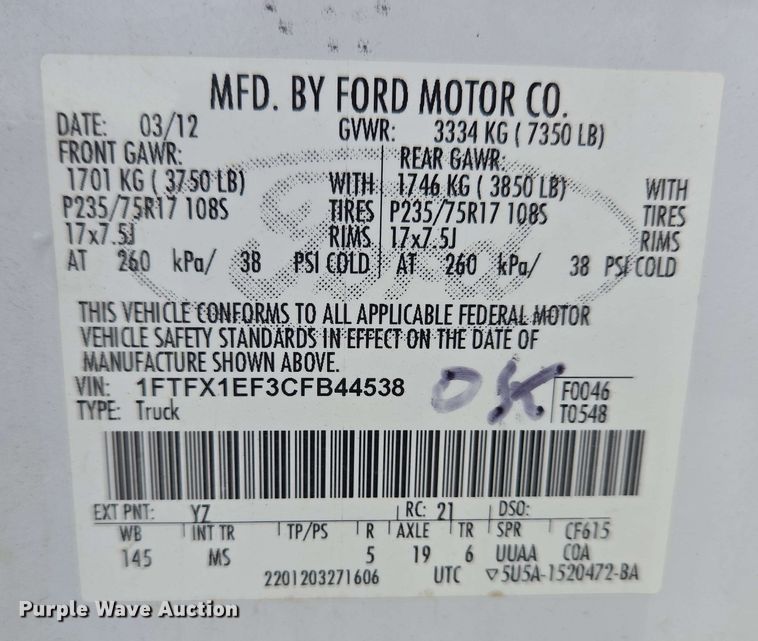 MFD. BY FORD MOTOR CO.
DATE: 03/12 GVWR: 3334 KG ( 7350 LB)
FRONT GAWR: REAR GAWR:
1701 KG ( 3750 LB) WITH 1746 KG ( 3850 LB) WITH
P235/75R17 108S TIRES P235/75R17 108S TIRES
17x7.5J RIMS 17x7.5J RIMS
AT 260 kPa/ 38 PSI COLD AT 260 kPa/ 38 PSI COLD
Ford
THIS VEHICLE CONFORMS TO ALL APPLICABLE FEDERAL MOTOR
VEHICLE SAFETY STANDARDS IN EFFECT ON THE DATE OF
MANUFACTURE SHOWN ABOVE.
VIN: 1FTFX1EF3CFB44538 OK F0046
TYPE: Truck T0548
EXT PNT: YZ RC: 21 DSO:
WB INT TR TP/PS R AXLE TR SPR CF615
145 MS 5 19 6 UUAA COA
2201203271606 UTC ▽5U5A-1520472-BA
Purple Wave Auction
Purple Wave Auction